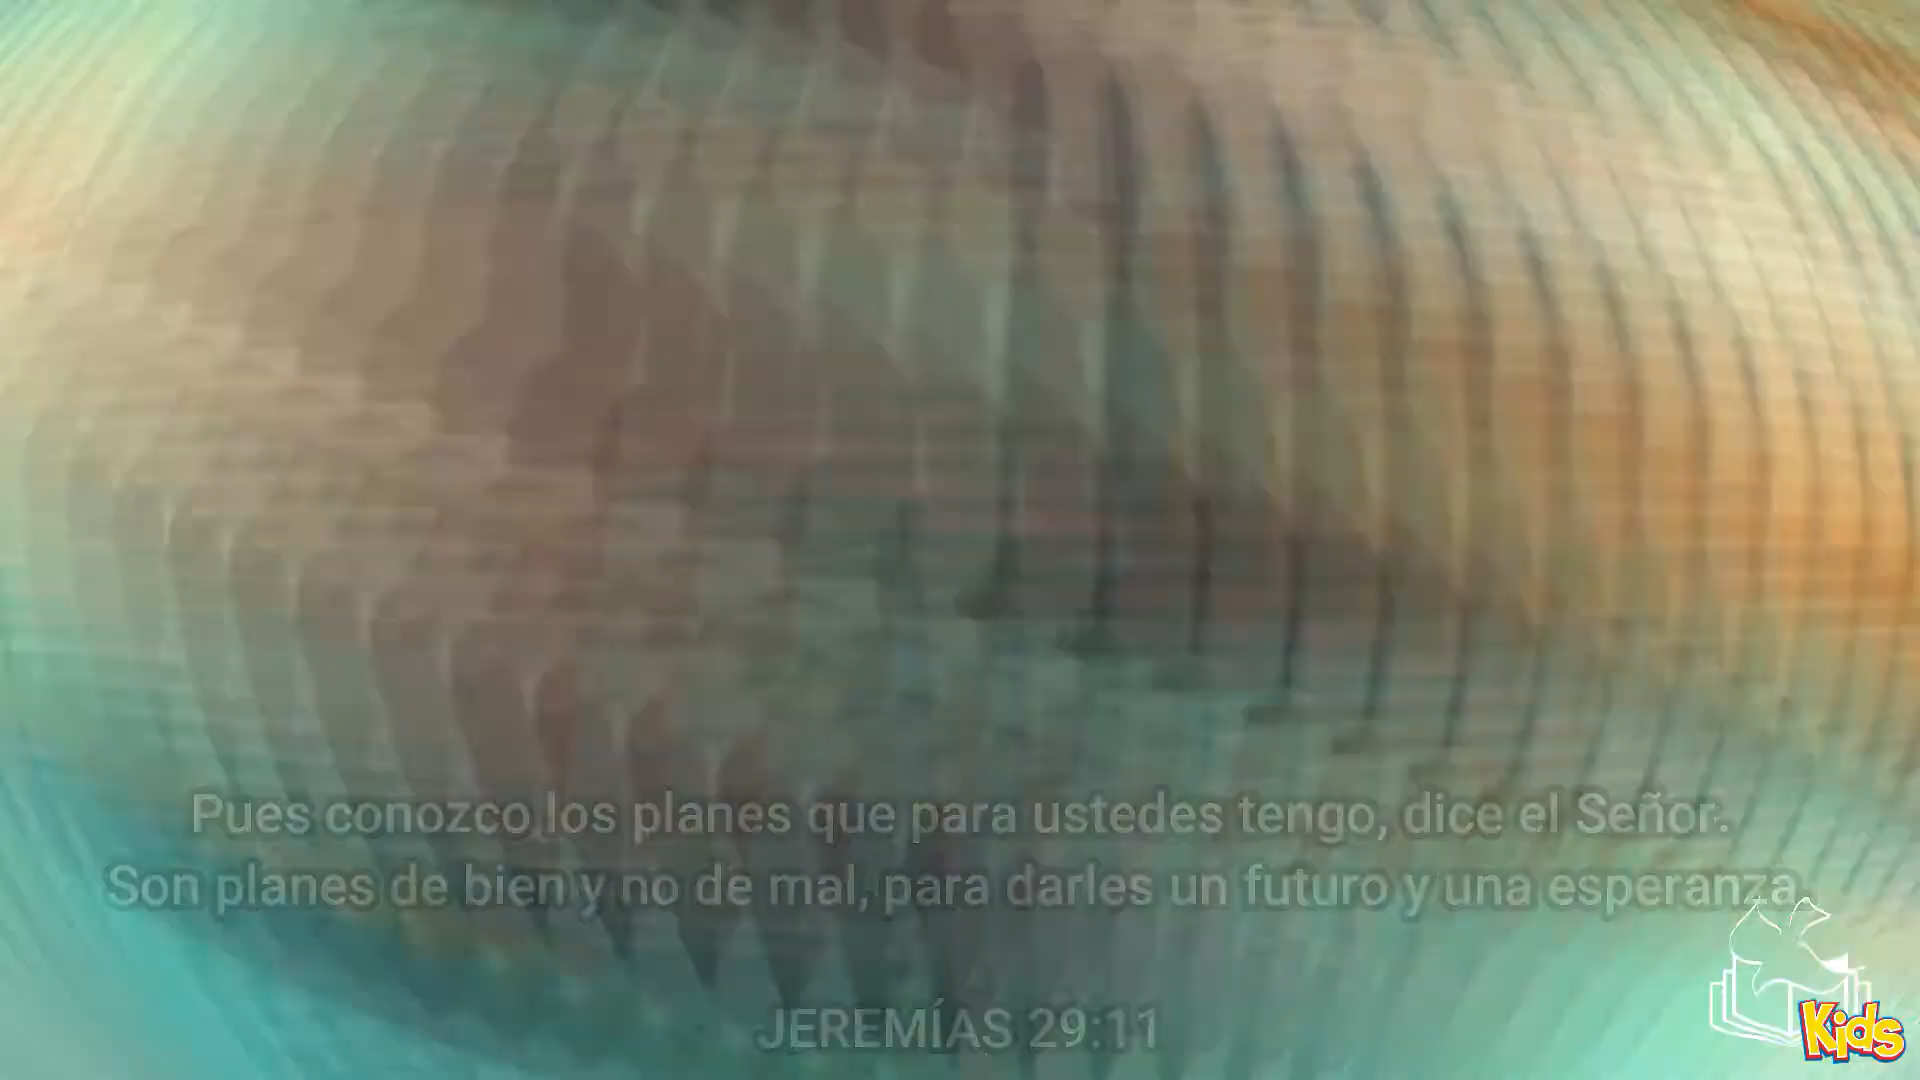 Pues conozco los planes que para ustedes tengo, dice el Señor.
Son planes de bien y no de mal, para darles un futuro y una esperanza.
JEREMÍAS 29:11
Kids